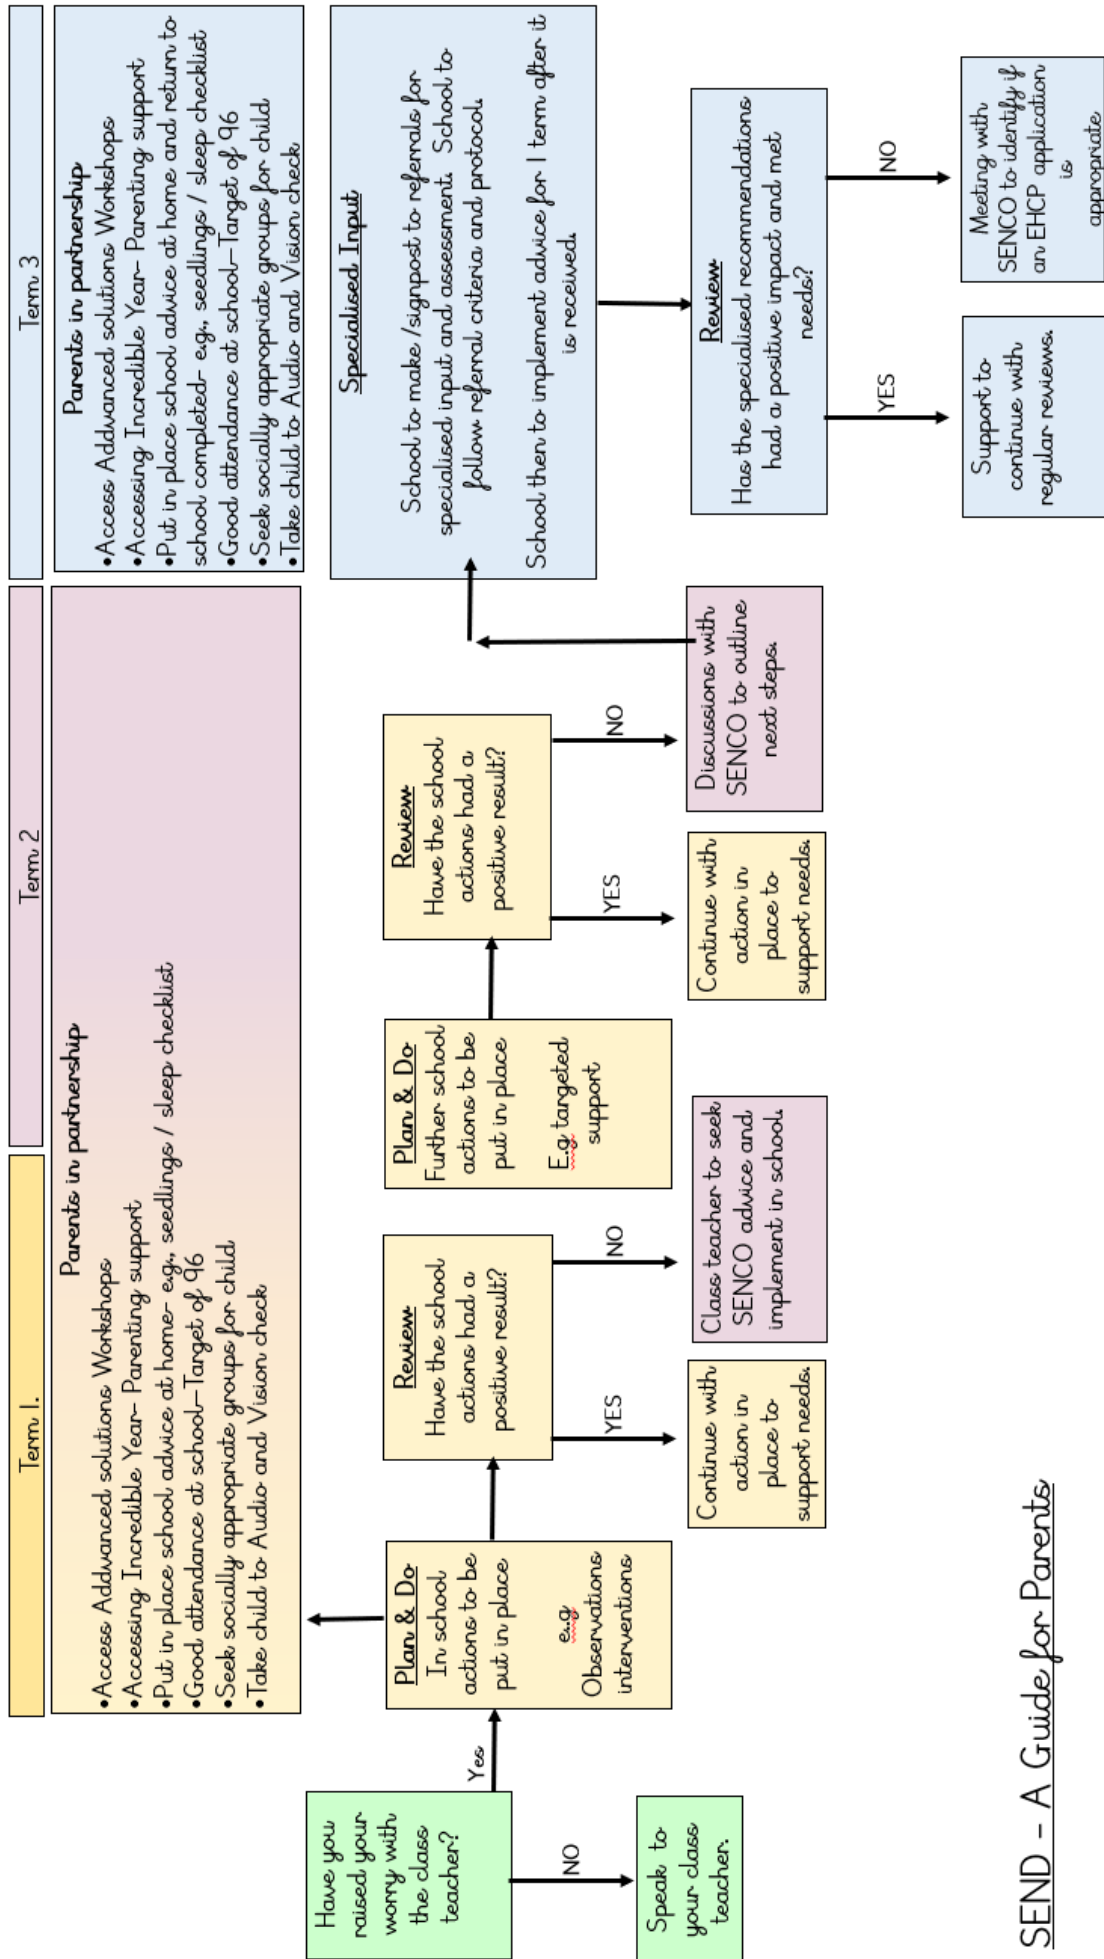 Term 1.
Term 2
Term 3
Parents in partnership
•Access Addvanced solutions Workshops
•Accessing Incredible Year- Parenting support
•Put in place school advice at home- e.g., seedlings / sleep checklist
•Good attendance at school-Target of 96
•Seek socially appropriate groups for child
•Take child to Audio and Vision check
Parents in partnership
•Access Addvanced solutions Workshops
•Accessing Incredible Year- Parenting support
•Put in place school advice at home and return to
school completed- e.g., seedlings / sleep checklist
•Good attendance at school-Target of 96
•Seek socially appropriate groups for child
•Take child to Audio and Vision check
Have you
raised your
worry with
the class
teacher?
Yes
NO
Speak to
your class
teacher.
Plan & Do
In school
actions to be
put in place
e..g
Observations
interventions
Review
Have the school
actions had a
positive result?
YES
NO
Continue with
action in
place to
support needs.
Class teacher to seek
SENCO advice and
implement in school.
Plan & Do
Further school
actions to be
put in place
E.g targeted
support
Review
Have the school
actions had a
positive result?
YES
NO
Continue with
action in
place to
support needs.
Discussions with
SENCO to outline
next steps.
Specialised Input
School to make /signpost to referrals for
specialised input and assessment. School to
follow referral criteria and protocol.
School then to implement advice for 1 term after it
is received.
Review
Has the specialised recommendations
had a positive impact and met
needs?
YES
NO
Support to
continue with
regular reviews.
Meeting with
SENCO to identify if
an EHCP application
is
appropriate
SEND - A Guide for Parents